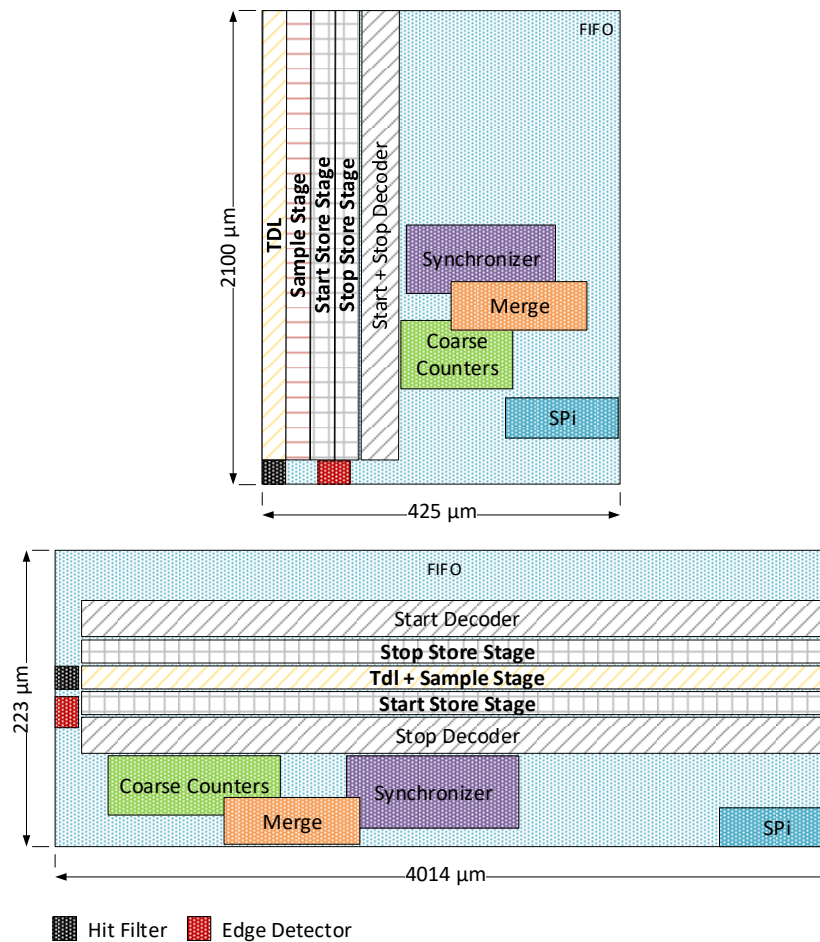 FIFO
2100 µm
TDL
Sample Stage
Start Store Stage
Stop Store Stage
Start + Stop Decoder
Synchronizer
Merge
Coarse
Counters
SPi
425 µm
FIFO
Start Decoder
Stop Store Stage
Tdl + Sample Stage
Start Store Stage
Stop Decoder
223 µm
Coarse Counters
Synchronizer
Merge
SPi
4014 µm
Hit Filter
Edge Detector